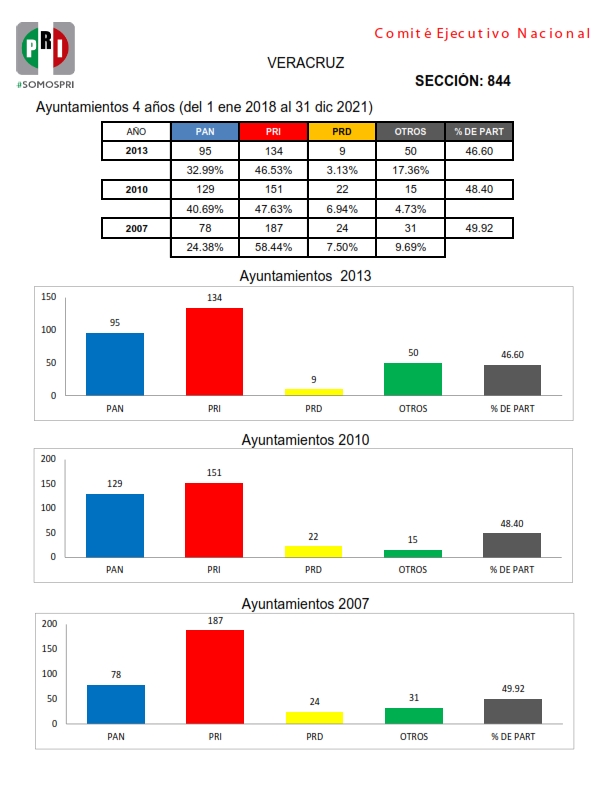 Comité Ejecutivo Nacional
PRI
#SOMOSPRI
VERACRUZ
SECCIÓN: 844
Ayuntamientos 4 años (del 1 ene 2018 al 31 dic 2021)
AÑO PAN PRI PRD OTROS % DE PART
2013 95 134 9 50 46.60
32.99% 46.53% 3.13% 17.36%
2010 129 151 22 15 48.40
40.69% 47.63% 6.94% 4.73%
2007 78 187 24 31 49.92
24.38% 58.44% 7.50% 9.69%
Ayuntamientos 2013
150
100
50
0
95 134 9 50 46.60
PAN PRI PRD OTROS % DE PART
Ayuntamientos 2010
200
150
100
50
0
129 151 22 15 48.40
PAN PRI PRD OTROS % DE PART
Ayuntamientos 2007
200
150
100
50
0
78 187 24 31 49.92
PAN PRI PRD OTROS % DE PART